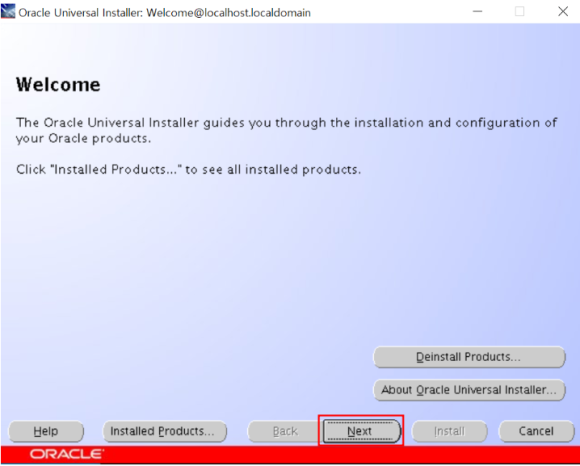 Oracle Universal Installer: Welcome@localhost.localdomain
Welcome
The Oracle Universal Installer guides you through the installation and configuration of
your Oracle products.
Click "Installed Products..." to see all installed products.
Deinstall Products...
About Oracle Universal Installer...
Help Installed Products... Back Next Install Cancel
ORACLE